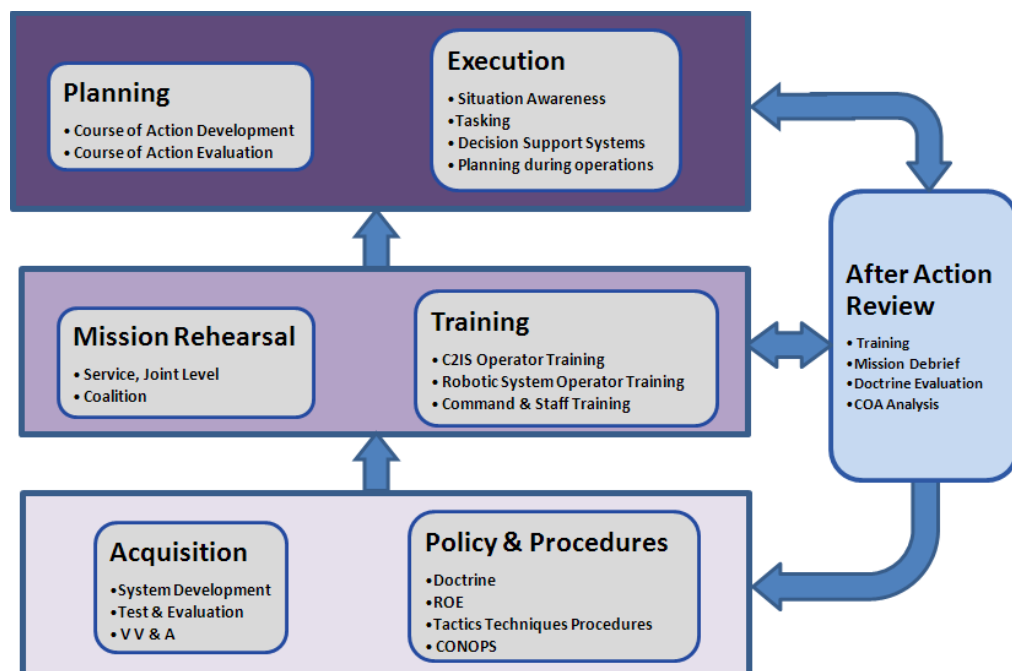 Planning
• Course of Action Development
• Course of Action Evaluation
Execution
• Situation Awareness
•Tasking
• Decision Support Systems
• Planning during operations
Mission Rehearsal
• Service, Joint Level
• Coalition
Training
• C2IS Operator Training
• Robotic System Operator Training
• Command & Staff Training
After Action
Review
• Training
•Mission Debrief
•Doctrine Evaluation
•COA Analysis
Acquisition
•System Development
•Test & Evaluation
•V V & A
Policy & Procedures
•Doctrine
•ROE
•Tactics Techniques Procedures
•CONOPS